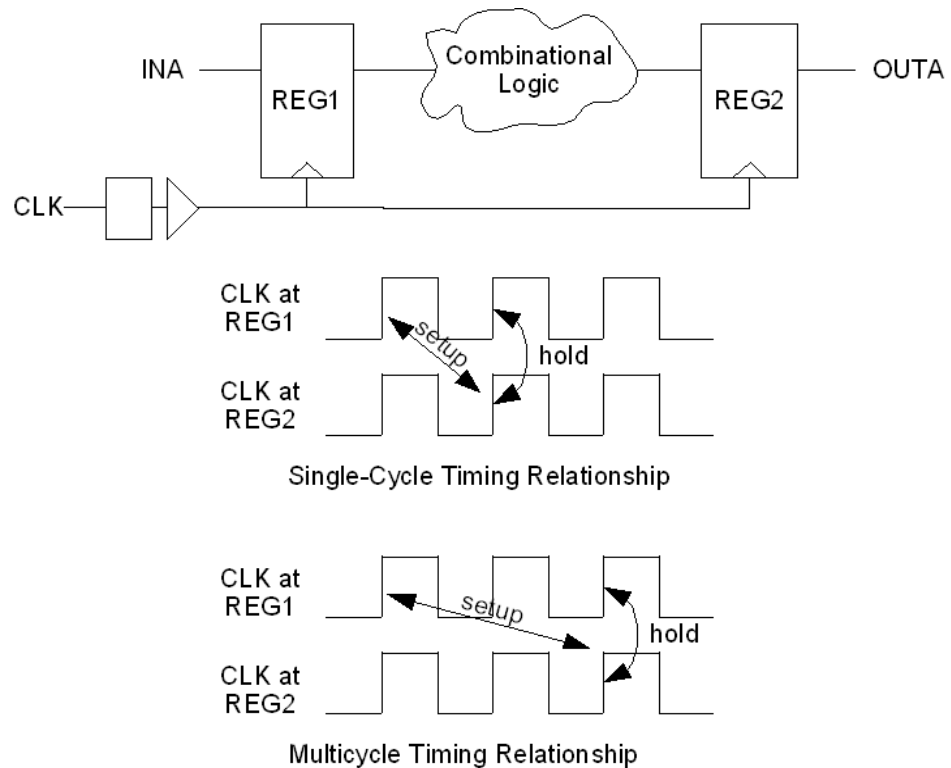 INA
REG1
Combinational
Logic
REG2
OUTA
CLK
CLK at
REG1
setup
hold
CLK at
REG2
Single-Cycle Timing Relationship
CLK at
REG1
setup
hold
CLK at
REG2
Multicycle Timing Relationship